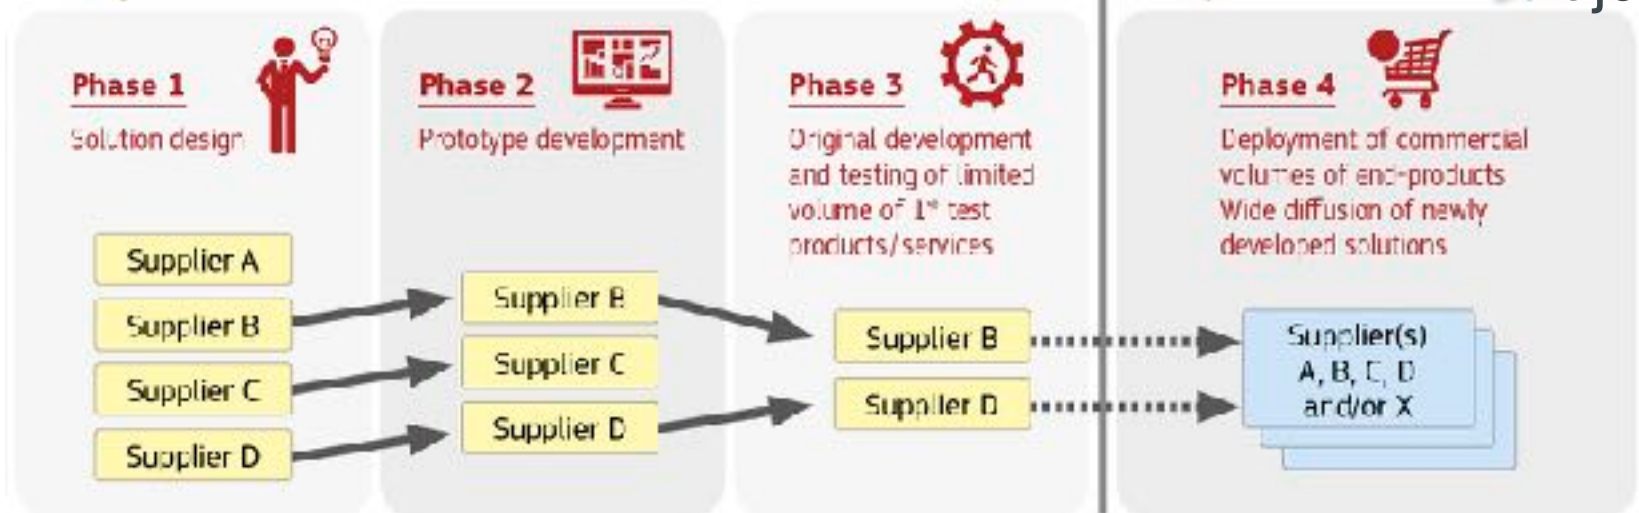 Phase 1
Solution design
Supplier A
Supplier B
Supplier C
Supplier D
Phase 2
Prototype development
Supplier B
Supplier C
Supplier D
Phase 3
Original development
and testing of limited
volume of 1st test
products/services
Supplier B
Supplier D
Phase 4
Deployment of commercial
volumes of end-products
Wide diffusion of newly
developed solutions
Supplier(s)
A, B, C, D
and/or X